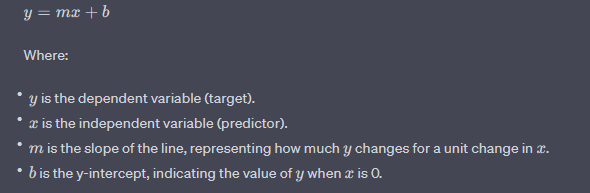 y = mx + b
Where:
• y is the dependent variable (target).
• x is the independent variable (predictor).
• m is the slope of the line, representing how much y changes for a unit change in x.
• b is the y-intercept, indicating the value of y when x is 0.